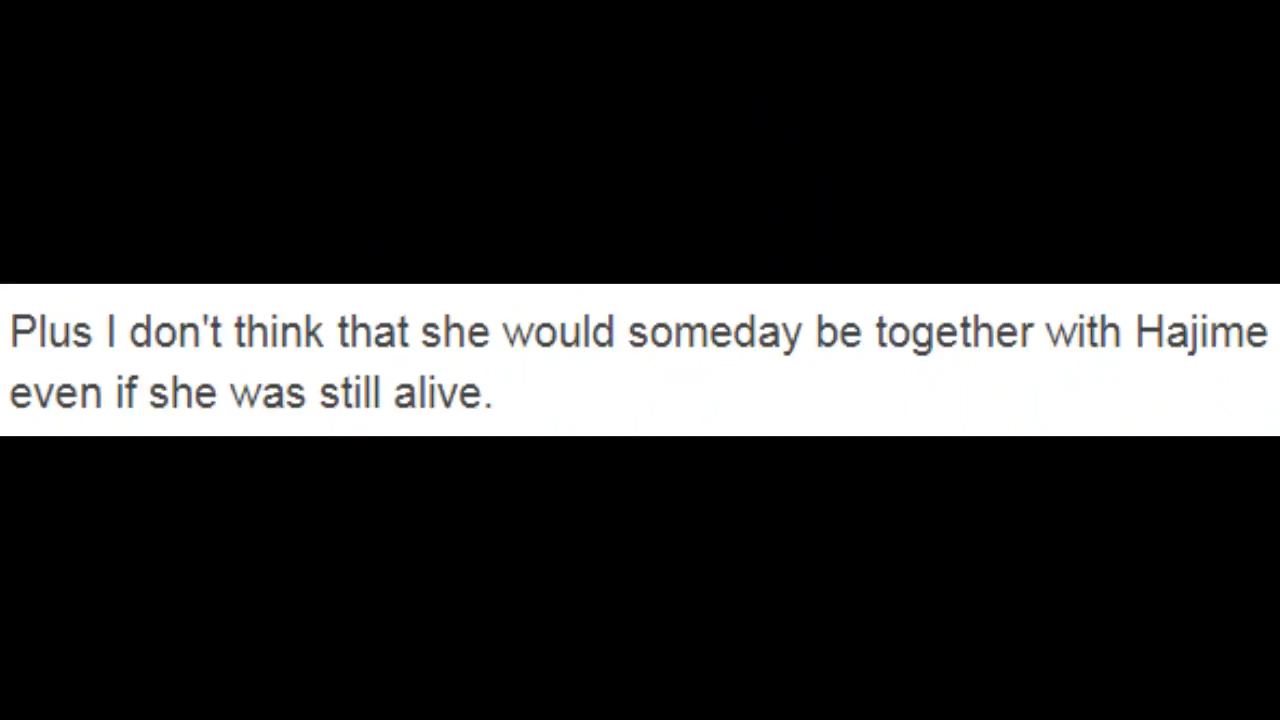 Plus I don't think that she would someday be together with Hajime
even if she was still alive.